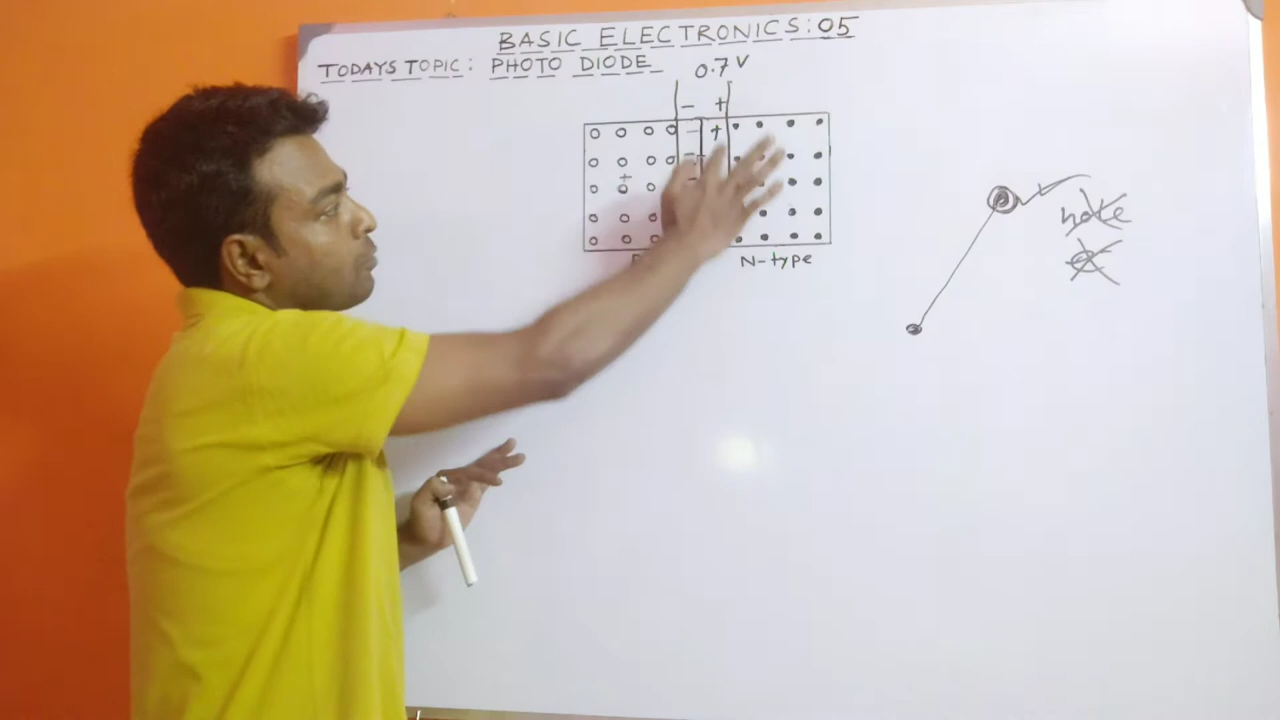 BASIC ELECTRONICS: 05
TODAYS TOPIC: PHOTO DIODE
0.7 V
- +
- +
-
-
+
N-type
hole